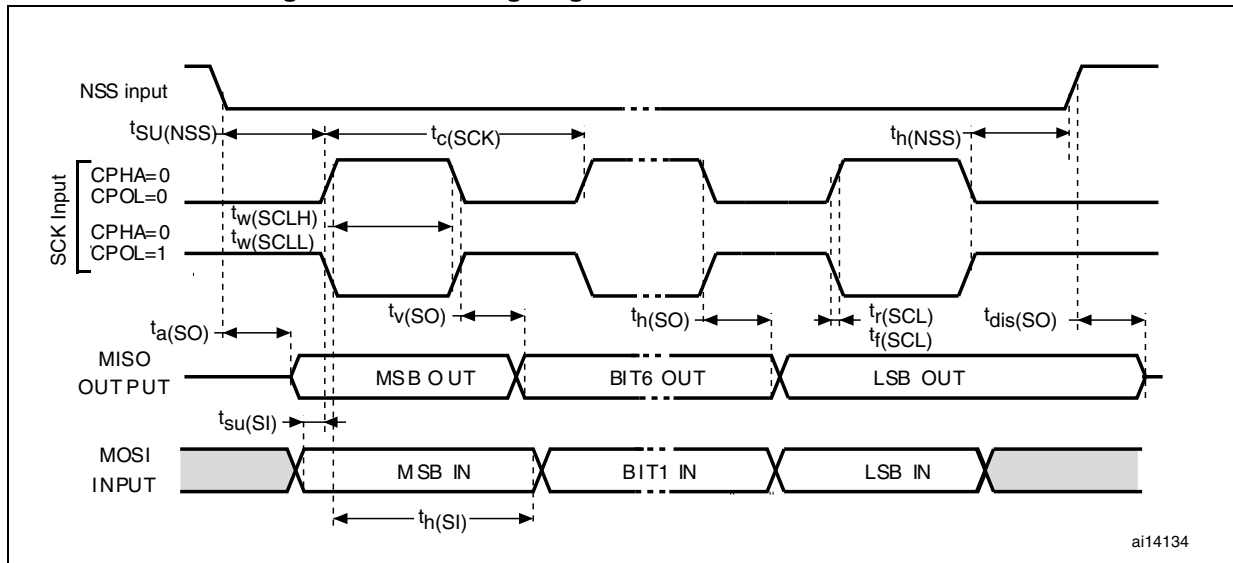 NSS input
tSU(NSS)
tc(SCK)
th(NSS)
SCK Input
CPHA=0
CPOL=0
tw(SCLH)
CPHA=0
tw(SCLL)
CPOL=1
tv(SO)
th(SO)
tr(SCL)
tdis(SO)
ta(SO)
tf(SCL)
MISO
OUTPUT
MSB OUT
BIT6 OUT
LSB OUT
tsu(SI)
MOSI
INPUT
MSB IN
BIT1 IN
LSB IN
th(SI)
ai14134